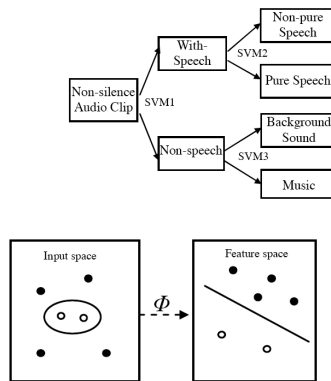 Non-pure
Speech
With-
Speech
SVM2
Pure Speech
Non-silence
Audio Clip
SVM1
Background
Sound
Non-speech
SVM3
Music
Input space
Feature space
Φ